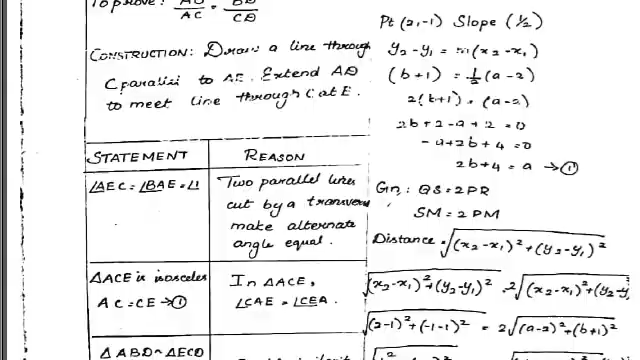 To prove: AB/AC = BD/CD
CONSTRUCTION: Draw a line through
C parallel to AE. Extend AD
to meet line through C at E.
STATEMENT REASON
∠AEC = ∠BAE = ∠1 Two parallel lines
cut by a transver
make alternate
angle equal.
ΔACE is isosceles In ΔACE,
AC = CE → ① ∠CAE = ∠CEA.
Δ ABD ~ ΔECD
Pt (2,-1) Slope (1/2)
y₂ - y₁ = m(x₂ - x₁)
(b+1) = 1/2 (a-2)
2(b+1) = (a-2)
2b + 2 - a + 2 = 0
-a + 2b + 4 = 0
2b + 4 = a → ①
Gn: QS = 2PR
SM = 2 PM
Distance = √(x₂-x₁)² + (y₂-y₁)²
√(x₂-x₁)² + (y₂-y₁)² = 2√(x₂-x₁)² + (y₂-y₁
√(2-1)² + (-1-1)² = 2√(a-2)² + (b+1)²